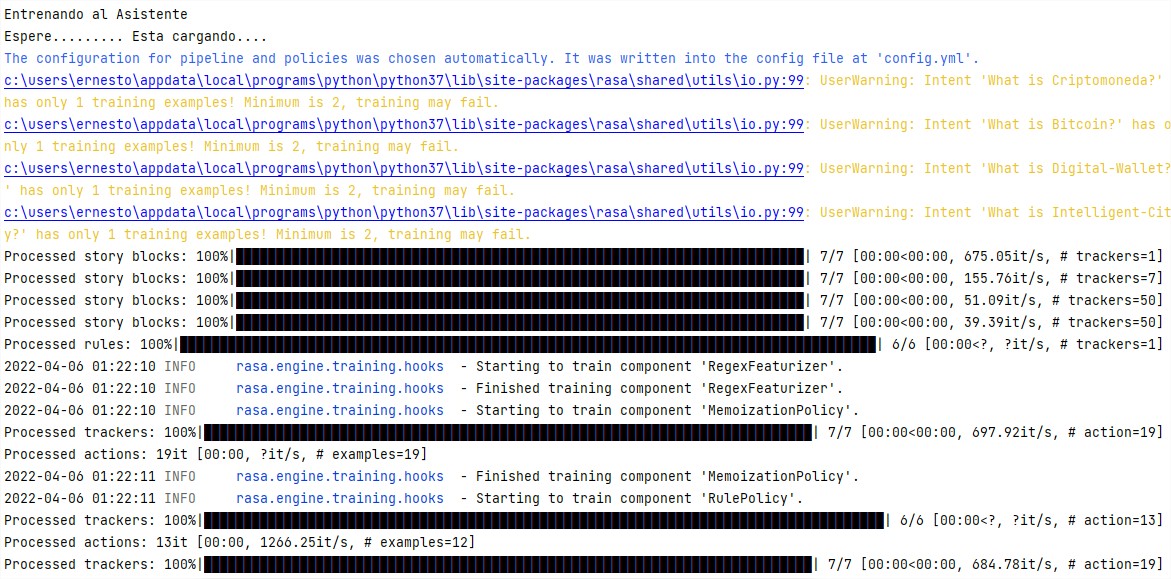 Entrenando al Asistente
Espere......... Esta cargando....
The configuration for pipeline and policies was chosen automatically. It was written into the config file at 'config.yml'.
c:\users\ernesto\appdata\local\programs\python\python37\lib\site-packages\rasa\shared\utils\io.py:99: UserWarning: Intent 'What is Criptomoneda?'
has only 1 training examples! Minimum is 2, training may fail.
c:\users\ernesto\appdata\local\programs\python\python37\lib\site-packages\rasa\shared\utils\io.py:99: UserWarning: Intent 'What is Bitcoin?' has o
nly 1 training examples! Minimum is 2, training may fail.
c:\users\ernesto\appdata\local\programs\python\python37\lib\site-packages\rasa\shared\utils\io.py:99: UserWarning: Intent 'What is Digital-Wallet?
' has only 1 training examples! Minimum is 2, training may fail.
c:\users\ernesto\appdata\local\programs\python\python37\lib\site-packages\rasa\shared\utils\io.py:99: UserWarning: Intent 'What is Intelligent-Cit
y?' has only 1 training examples! Minimum is 2, training may fail.
Processed story blocks: 100%| | 7/7 [00:00<00:00, 675.05it/s, # trackers=1]
Processed story blocks: 100%| | 7/7 [00:00<00:00, 155.76it/s, # trackers=7]
Processed story blocks: 100%| | 7/7 [00:00<00:00, 51.09it/s, # trackers=50]
Processed story blocks: 100%| | 7/7 [00:00<00:00, 39.39it/s, # trackers=50]
Processed rules: 100%| | 6/6 [00:00<?, ?it/s, # trackers=1]
2022-04-06 01:22:10 INFO     rasa.engine.training.hooks  - Starting to train component 'RegexFeaturizer'.
2022-04-06 01:22:10 INFO     rasa.engine.training.hooks  - Finished training component 'RegexFeaturizer'.
2022-04-06 01:22:10 INFO     rasa.engine.training.hooks  - Starting to train component 'MemoizationPolicy'.
Processed trackers: 100%| | 7/7 [00:00<00:00, 697.92it/s, # action=19]
Processed actions: 19it [00:00, ?it/s, # examples=19]
2022-04-06 01:22:11 INFO     rasa.engine.training.hooks  - Finished training component 'MemoizationPolicy'.
2022-04-06 01:22:11 INFO     rasa.engine.training.hooks  - Starting to train component 'RulePolicy'.
Processed trackers: 100%| | 6/6 [00:00<?, ?it/s, # action=13]
Processed actions: 13it [00:00, 1266.25it/s, # examples=12]
Processed trackers: 100%| | 7/7 [00:00<00:00, 684.78it/s, # action=19]